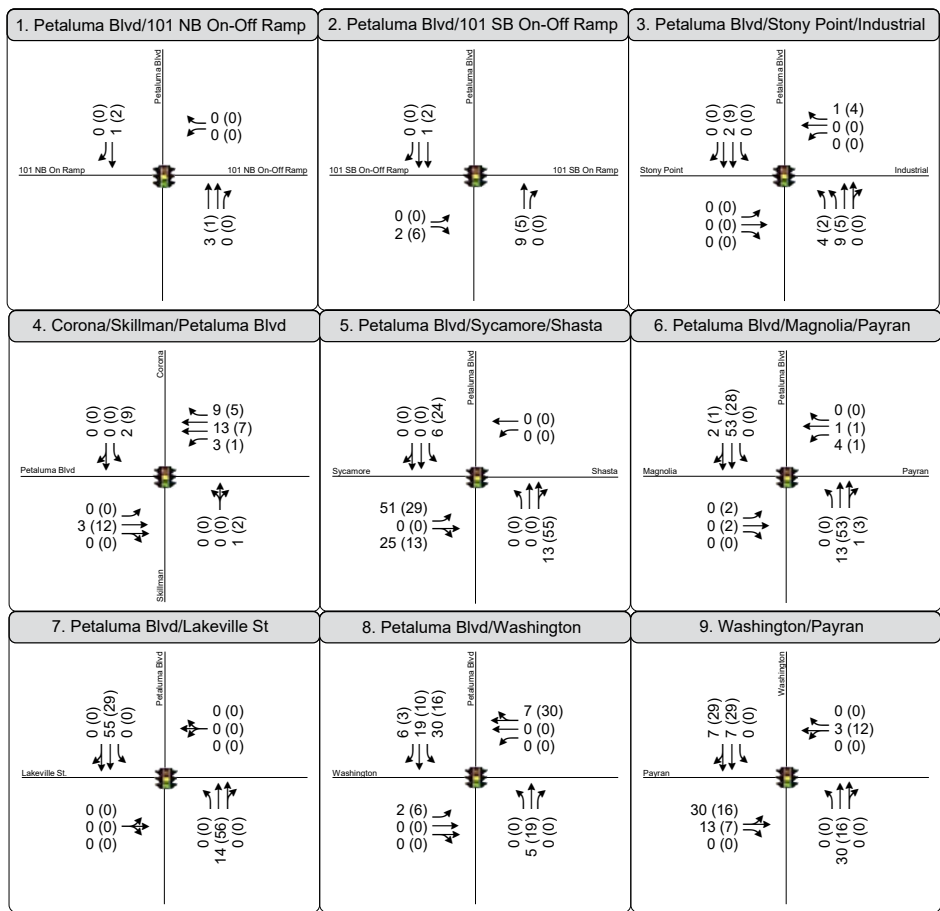 1. Petaluma Blvd/101 NB On-Off Ramp
Petaluma Blvd
0 (0)
1 (2)
0 (0)
0 (0)
101 NB On Ramp
101 NB On-Off Ramp
3 (1)
0 (0)
2. Petaluma Blvd/101 SB On-Off Ramp
Petaluma Blvd
0 (0)
1 (2)
101 SB On-Off Ramp
101 SB On Ramp
0 (0)
2 (6)
9 (5)
0 (0)
3. Petaluma Blvd/Stony Point/Industrial
Petaluma Blvd
0 (0)
2 (9)
0 (0)
1 (4)
0 (0)
0 (0)
Stony Point
Industrial
0 (0)
0 (0)
0 (0)
4 (2)
9 (5)
0 (0)
4. Corona/Skillman/Petaluma Blvd
Corona
0 (0)
0 (0)
2 (9)
9 (5)
13 (7)
3 (1)
Petaluma Blvd
0 (0)
3 (12)
0 (0)
0 (0)
0 (0)
1 (2)
Skillman
5. Petaluma Blvd/Sycamore/Shasta
Petaluma Blvd
0 (0)
0 (0)
6 (24)
0 (0)
0 (0)
Sycamore
Shasta
51 (29)
0 (0)
25 (13)
0 (0)
0 (0)
13 (55)
6. Petaluma Blvd/Magnolia/Payran
Petaluma Blvd
2 (1)
53 (28)
0 (0)
0 (0)
1 (1)
4 (1)
Magnolia
Payran
0 (2)
0 (2)
0 (0)
0 (0)
13 (53)
1 (3)
7. Petaluma Blvd/Lakeville St
Petaluma Blvd
0 (0)
55 (29)
0 (0)
0 (0)
0 (0)
0 (0)
Lakeville St.
0 (0)
0 (0)
0 (0)
0 (0)
14 (56)
0 (0)
8. Petaluma Blvd/Washington
Petaluma Blvd
6 (3)
19 (10)
30 (16)
7 (30)
0 (0)
0 (0)
Washington
2 (6)
0 (0)
0 (0)
0 (0)
5 (19)
0 (0)
9. Washington/Payran
Washington
7 (29)
7 (29)
0 (0)
0 (0)
3 (12)
0 (0)
Payran
30 (16)
13 (7)
0 (0)
0 (0)
30 (16)
0 (0)